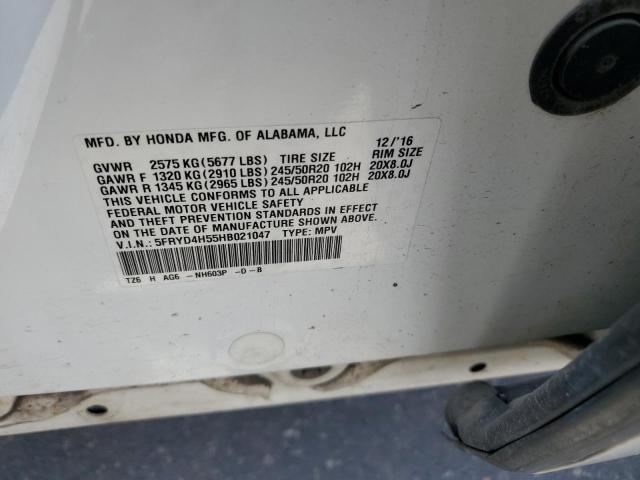 MFD. BY HONDA MFG. OF ALABAMA, LLC 12/'16
GVWR 2575 KG (5677 LBS) TIRE SIZE RIM SIZE
GAWR F 1320 KG (2910 LBS) 245/50R20 102H 20X8.0J
GAWR R 1345 KG (2965 LBS) 245/50R20 102H 20X8.0J
THIS VEHICLE CONFORMS TO ALL APPLICABLE
FEDERAL MOTOR VEHICLE SAFETY
AND THEFT PREVENTION STANDARDS IN EFFECT
ON THE DATE OF MANUFACTURE SHOWN ABOVE.
V.I.N.: 5FRYD4H55HB021047 TYPE: MPV
TZ6 H AG6 -NH603P -D-B